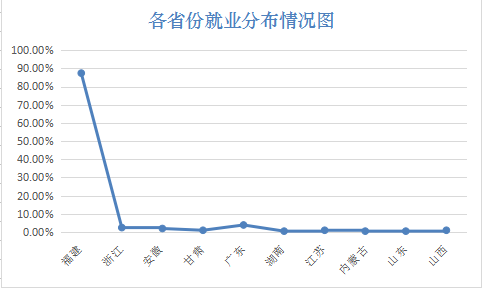 各省份就业分布情况图
100.00%
90.00%
80.00%
70.00%
60.00%
50.00%
40.00%
30.00%
20.00%
10.00%
0.00%
福建
浙江
安徽
甘肃
广东
湖南
江苏
内蒙古
山东
山西